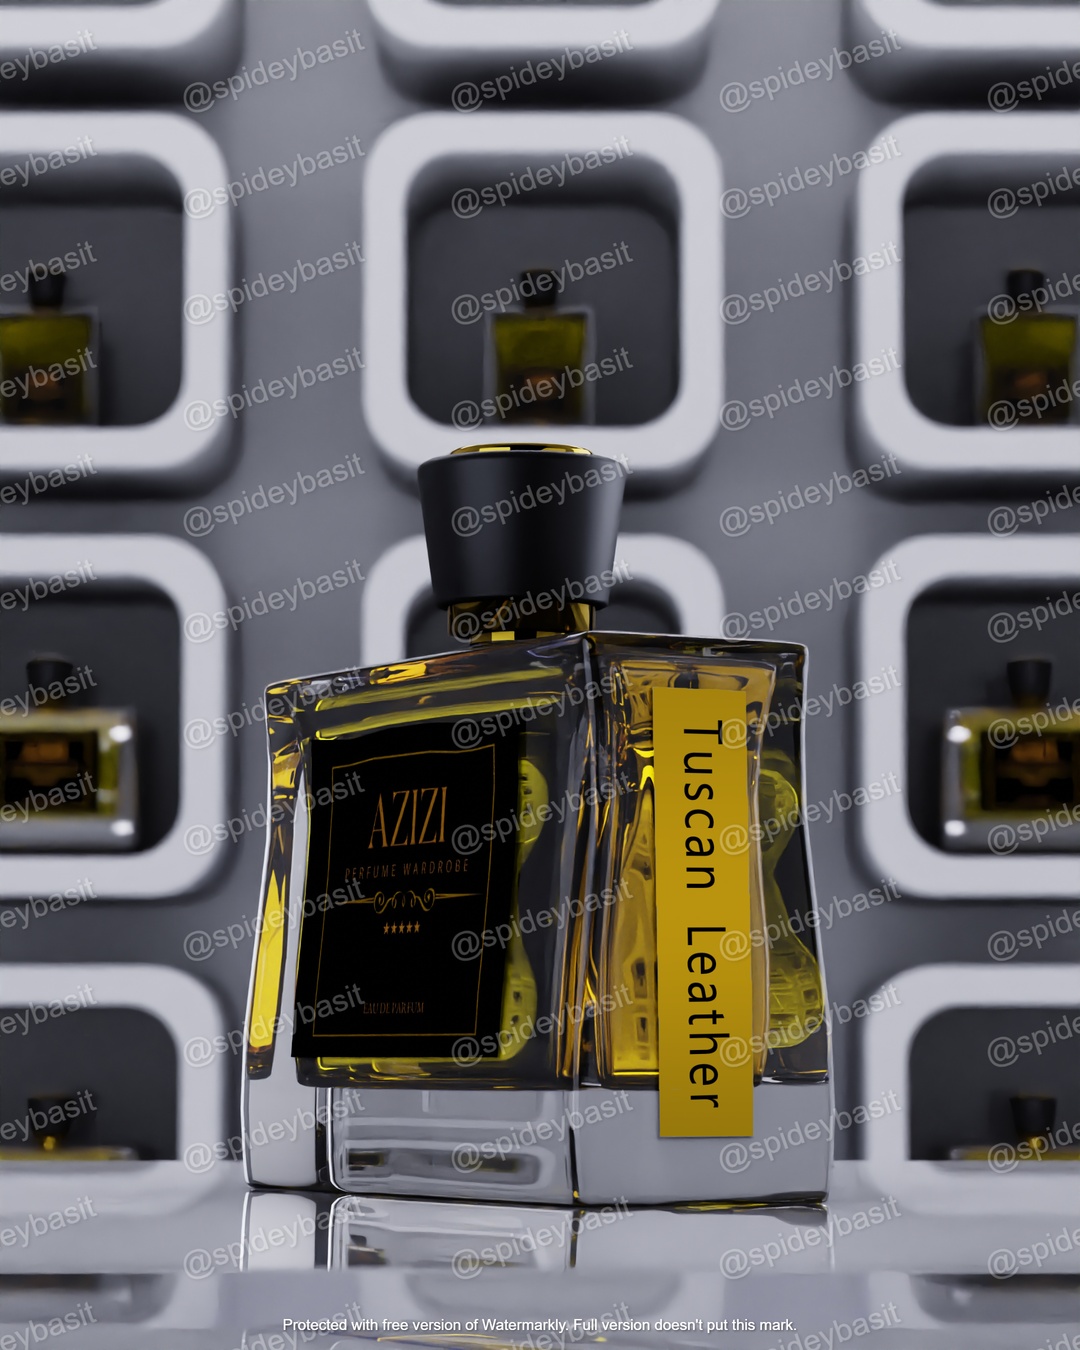 AZIZI
PERFUME WARDROBE
EAU DE PARFUM
Tuscan Leather
@spideybasit
Protected with free version of Watermarkly. Full version doesn't put this mark.